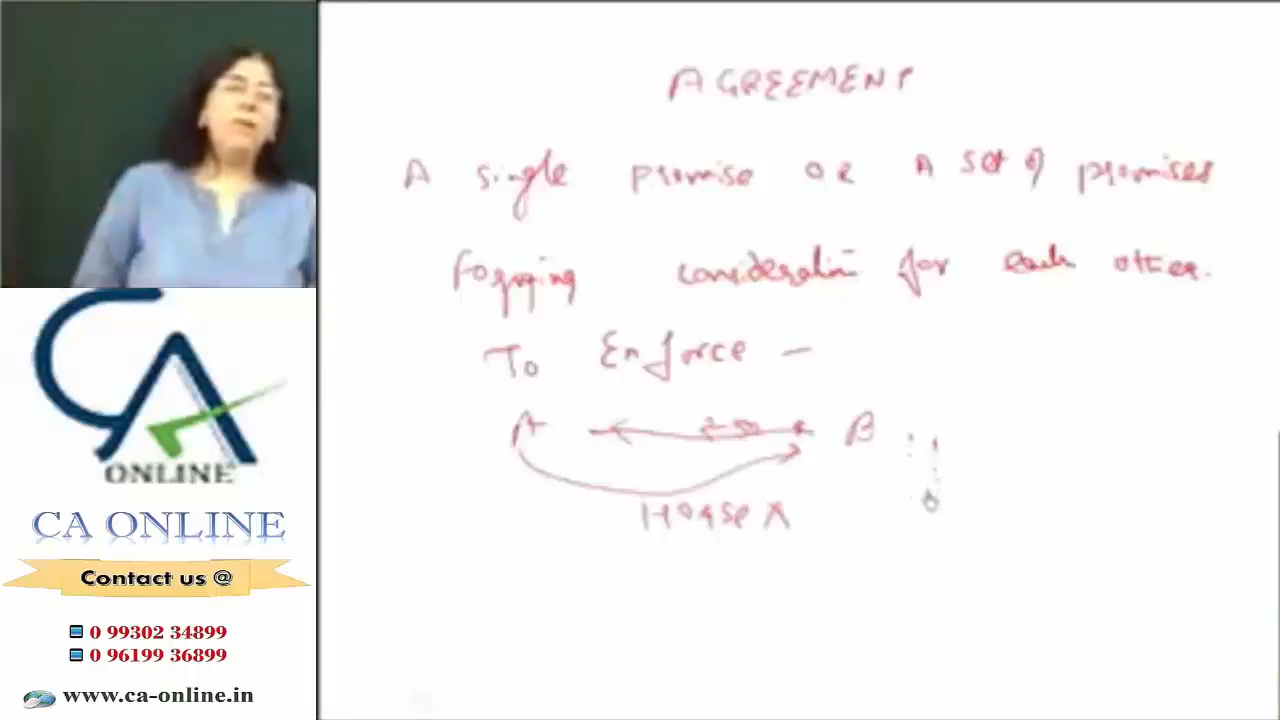 AGREEMENT
A single promise OR A set of promises
Forming consideration for each other.
To Enforce -
A B
House X
CA
ONLINE
CA ONLINE
Contact us @
0 99302 34899
0 96199 36899
www.ca-online.in